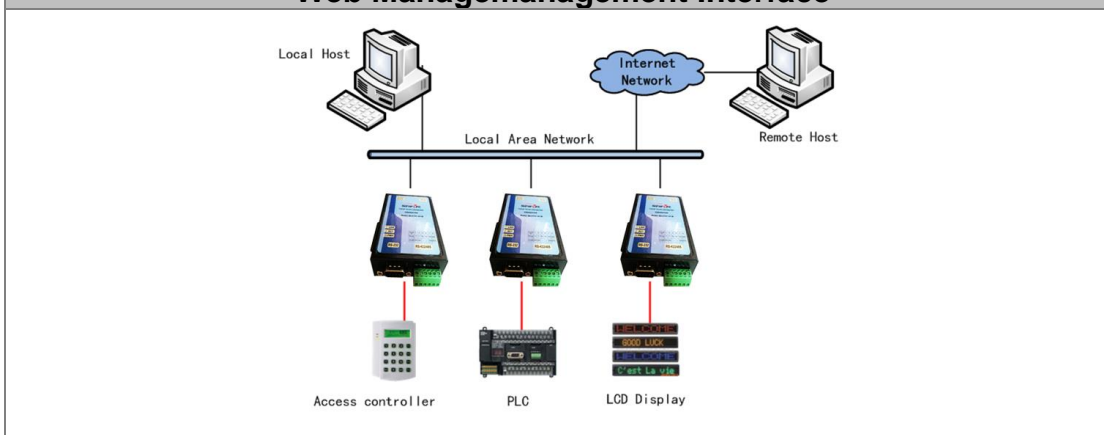 Web Managemanagement Interface
Local Host
Internet
Network
Remote Host
Local Area Network
WELCOME
GOOD LUCK
WELCOME
C'est La vie
Access controller
PLC
LCD Display